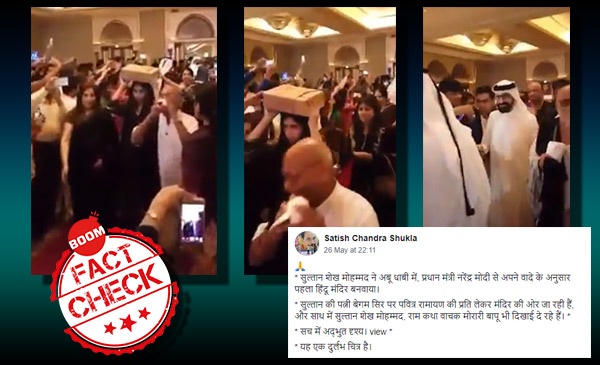 BOOM
FACT
CHECK
Satish Chandra Shukla
26 May at 22:11
🙏
* सुल्तान शेख मोहम्मद ने अबू धाबी में, प्रधान मंत्री नरेंद्र मोदी से अपने वादे के अनुसार
पहला हिंदू मंदिर बनवाया।
* सुल्तान की पत्नी बेगम सिर पर पवित्र रामायण की प्रति लेकर मंदिर की ओर जा रही हैं,
और साथ में सुल्तान शेख मोहम्मद, राम कथा वाचक मोरारी बापू भी दिखाई दे रहे हैं। *
* सच में अद्भुत दृश्य। view *
* यह एक दुर्लभ चित्र है।